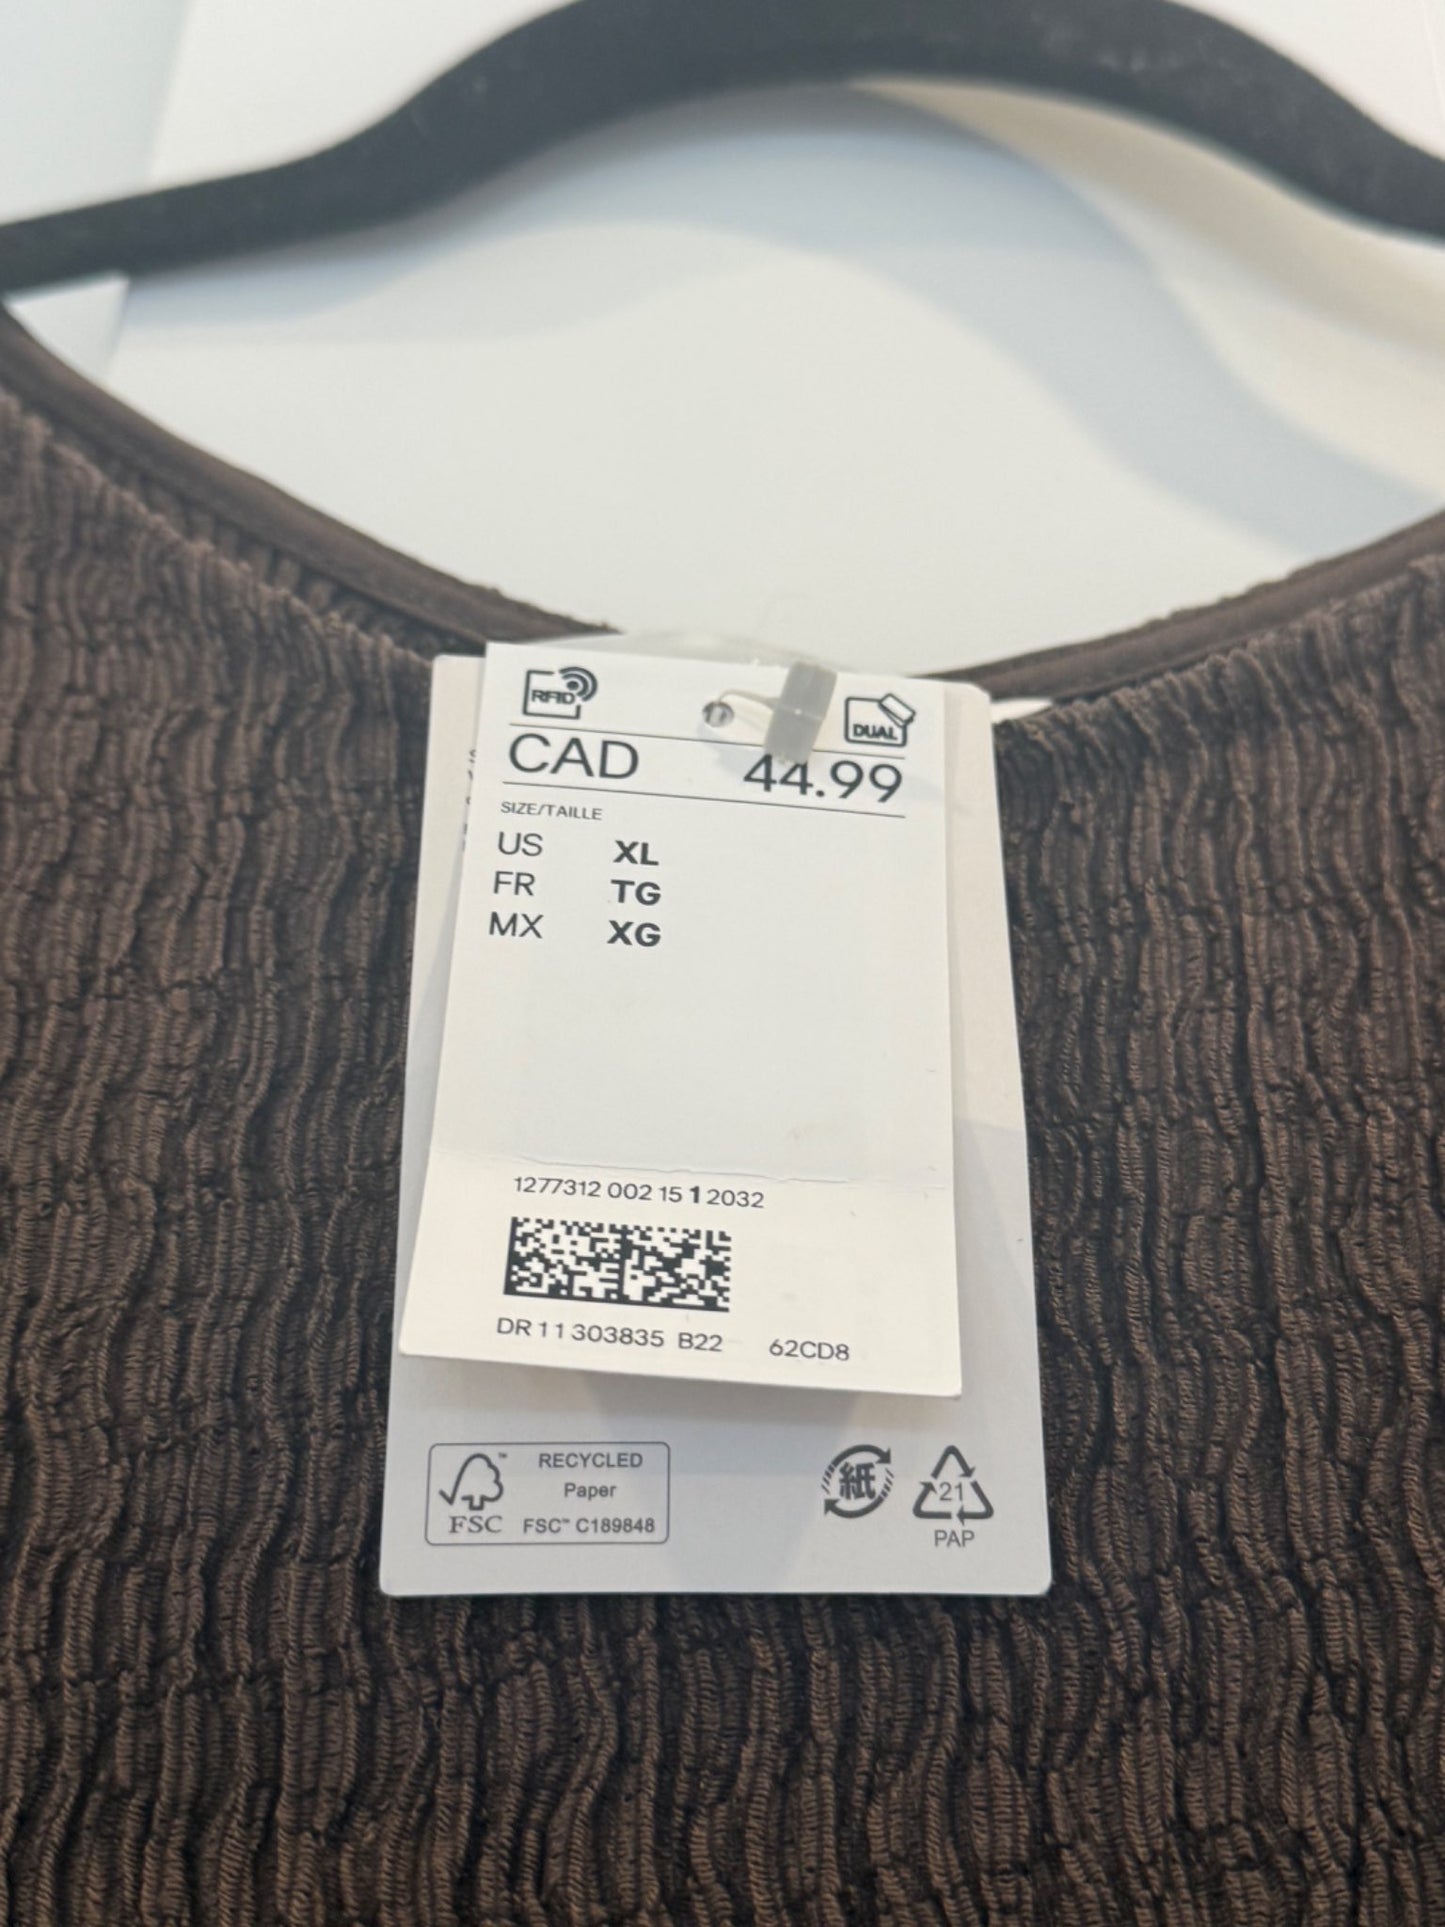 RFID
DUAL
CAD 44.99
SIZE/TAILLE
US XL
FR TG
MX XG
1277312 002 15 1 2032
DR 11 303835 B22 62CD8
FSC™
RECYCLED
Paper
FSC™ C189848
紙
21
PAP